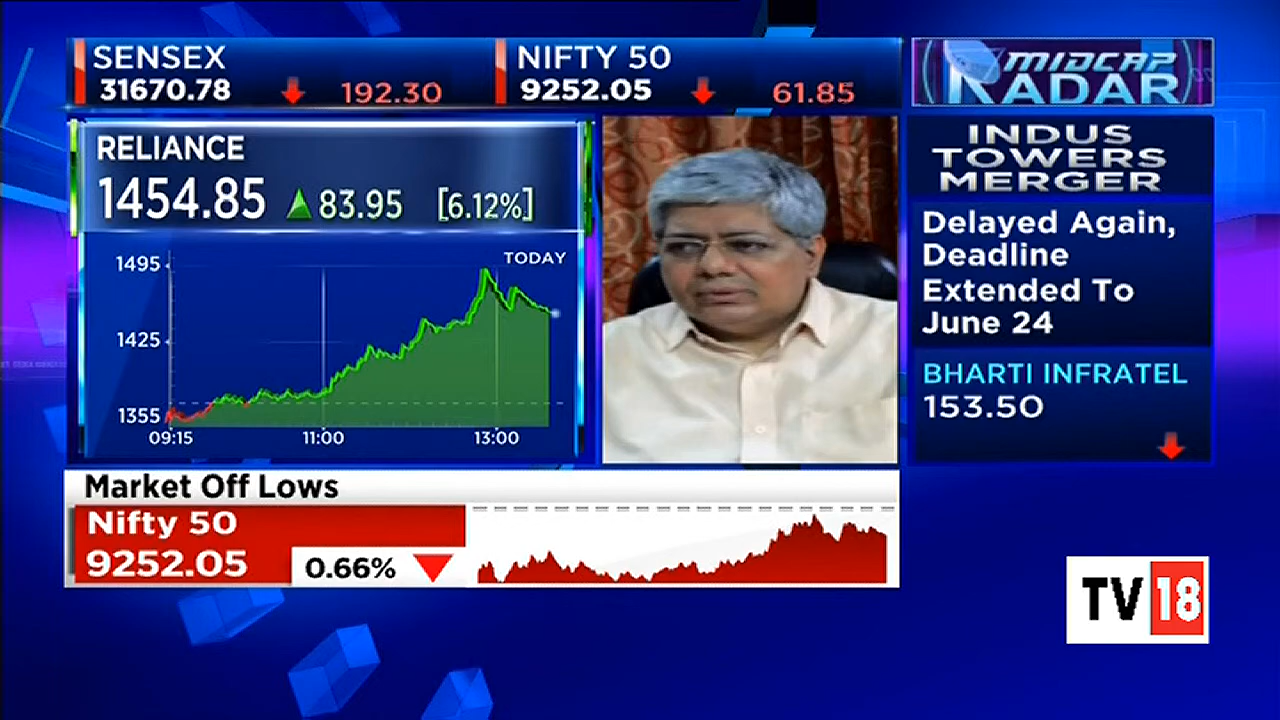 SENSEX
31670.78 192.30
NIFTY 50
9252.05 61.85
MIDCAP
RADAR
RELIANCE
1454.85 83.95 [6.12%]
TODAY
1495
1425
1355
09:15 11:00 13:00
INDUS
TOWERS
MERGER
Delayed Again,
Deadline
Extended To
June 24
BHARTI INFRATEL
153.50
Market Off Lows
Nifty 50
9252.05 0.66%
TV18